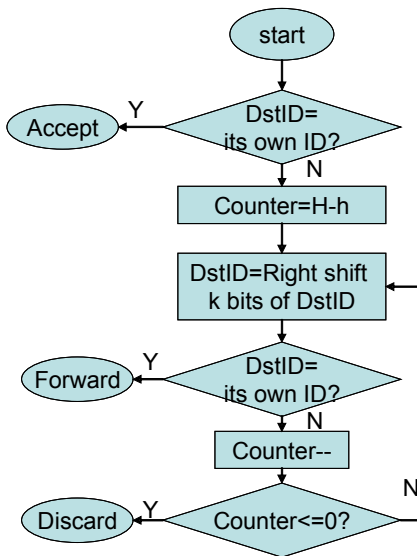 start
DstID=
its own ID?
Y
Accept
N
Counter=H-h
DstID=Right shift
k bits of DstID
DstID=
its own ID?
Y
Forward
N
Counter--
Counter<=0?
Y
Discard
N